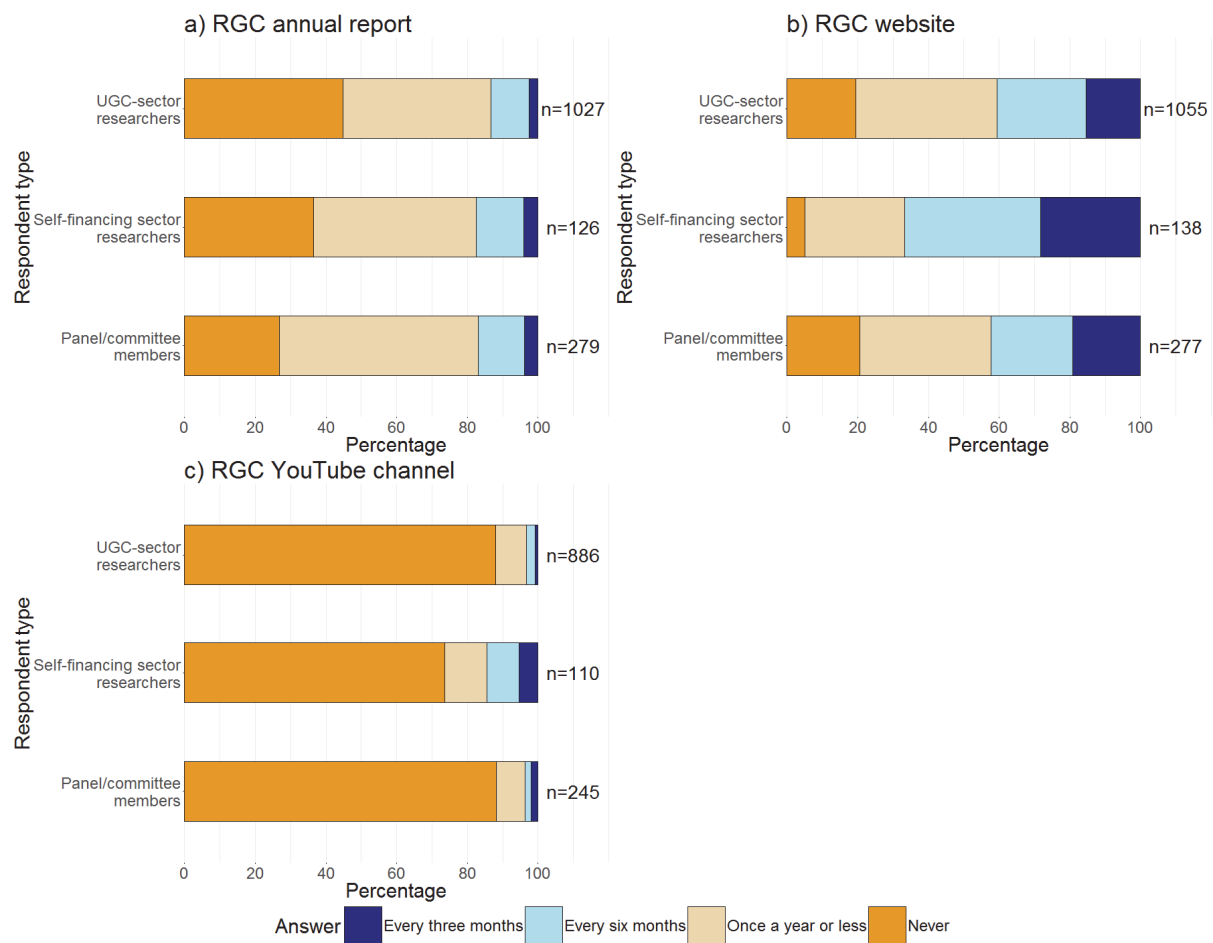 a) RGC annual report
Respondent type
UGC-sector
researchers
n=1027
Self-financing sector
researchers
n=126
Panel/committee
members
n=279
0 20 40 60 80 100
Percentage
b) RGC website
Respondent type
UGC-sector
researchers
n=1055
Self-financing sector
researchers
n=138
Panel/committee
members
n=277
0 20 40 60 80 100
Percentage
c) RGC YouTube channel
Respondent type
UGC-sector
researchers
n=886
Self-financing sector
researchers
n=110
Panel/committee
members
n=245
0 20 40 60 80 100
Percentage
Answer Every three months Every six months Once a year or less Never